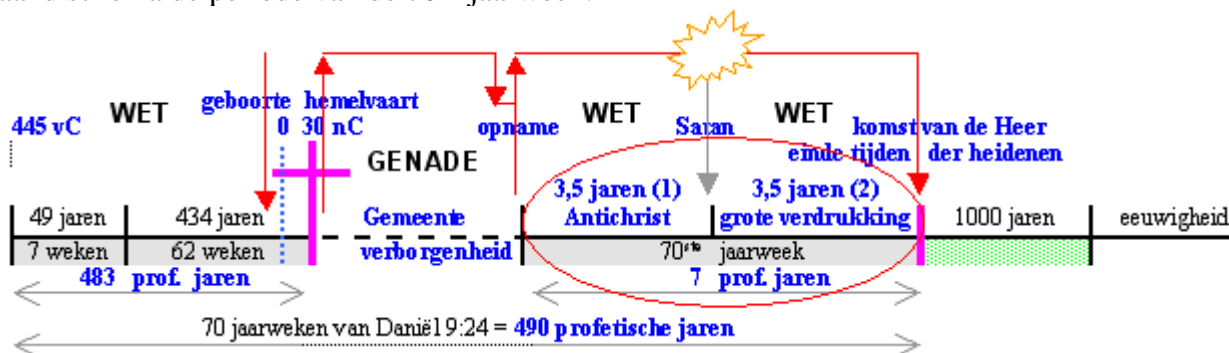 WET
geboorte hemelvaart
445 vC
0 30 nC
GENADE
opname
WET
Satan
WET
komst van de Heer
einde tijden der heidenen
49 jaren
434 jaren
Gemeente
3,5 jaren (1)
Antichrist
3,5 jaren (2)
grote verdrukking
1000 jaren
eeuwigheid
7 weken
62 weken
verborgenheid
70ste jaarweek
483 prof. jaren
7 prof. jaren
70 jaarweken van Daniël 9:24 = 490 profetische jaren